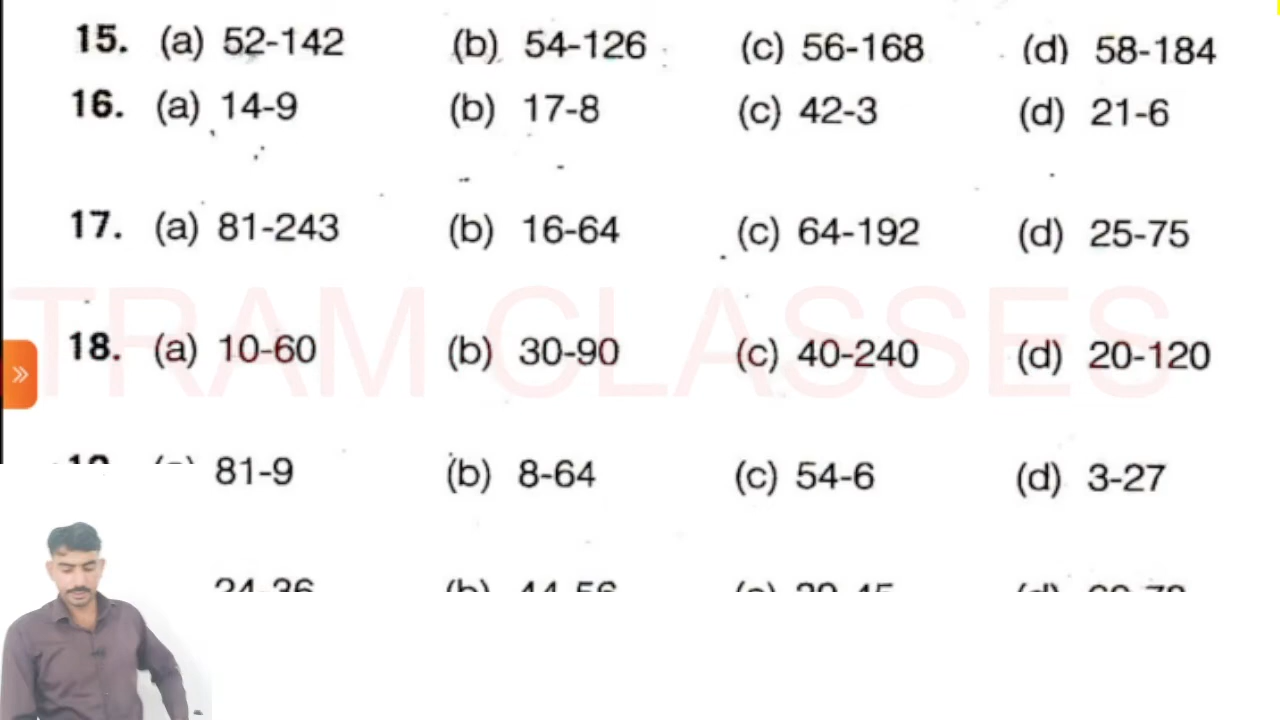 15. (a) 52-142 (b) 54-126 (c) 56-168 (d) 58-184
16. (a) 14-9 (b) 17-8 (c) 42-3 (d) 21-6
17. (a) 81-243 (b) 16-64 (c) 64-192 (d) 25-75
TRAM CLASSES
18. (a) 10-60 (b) 30-90 (c) 40-240 (d) 20-120
81-9 (b) 8-64 (c) 54-6 (d) 3-27